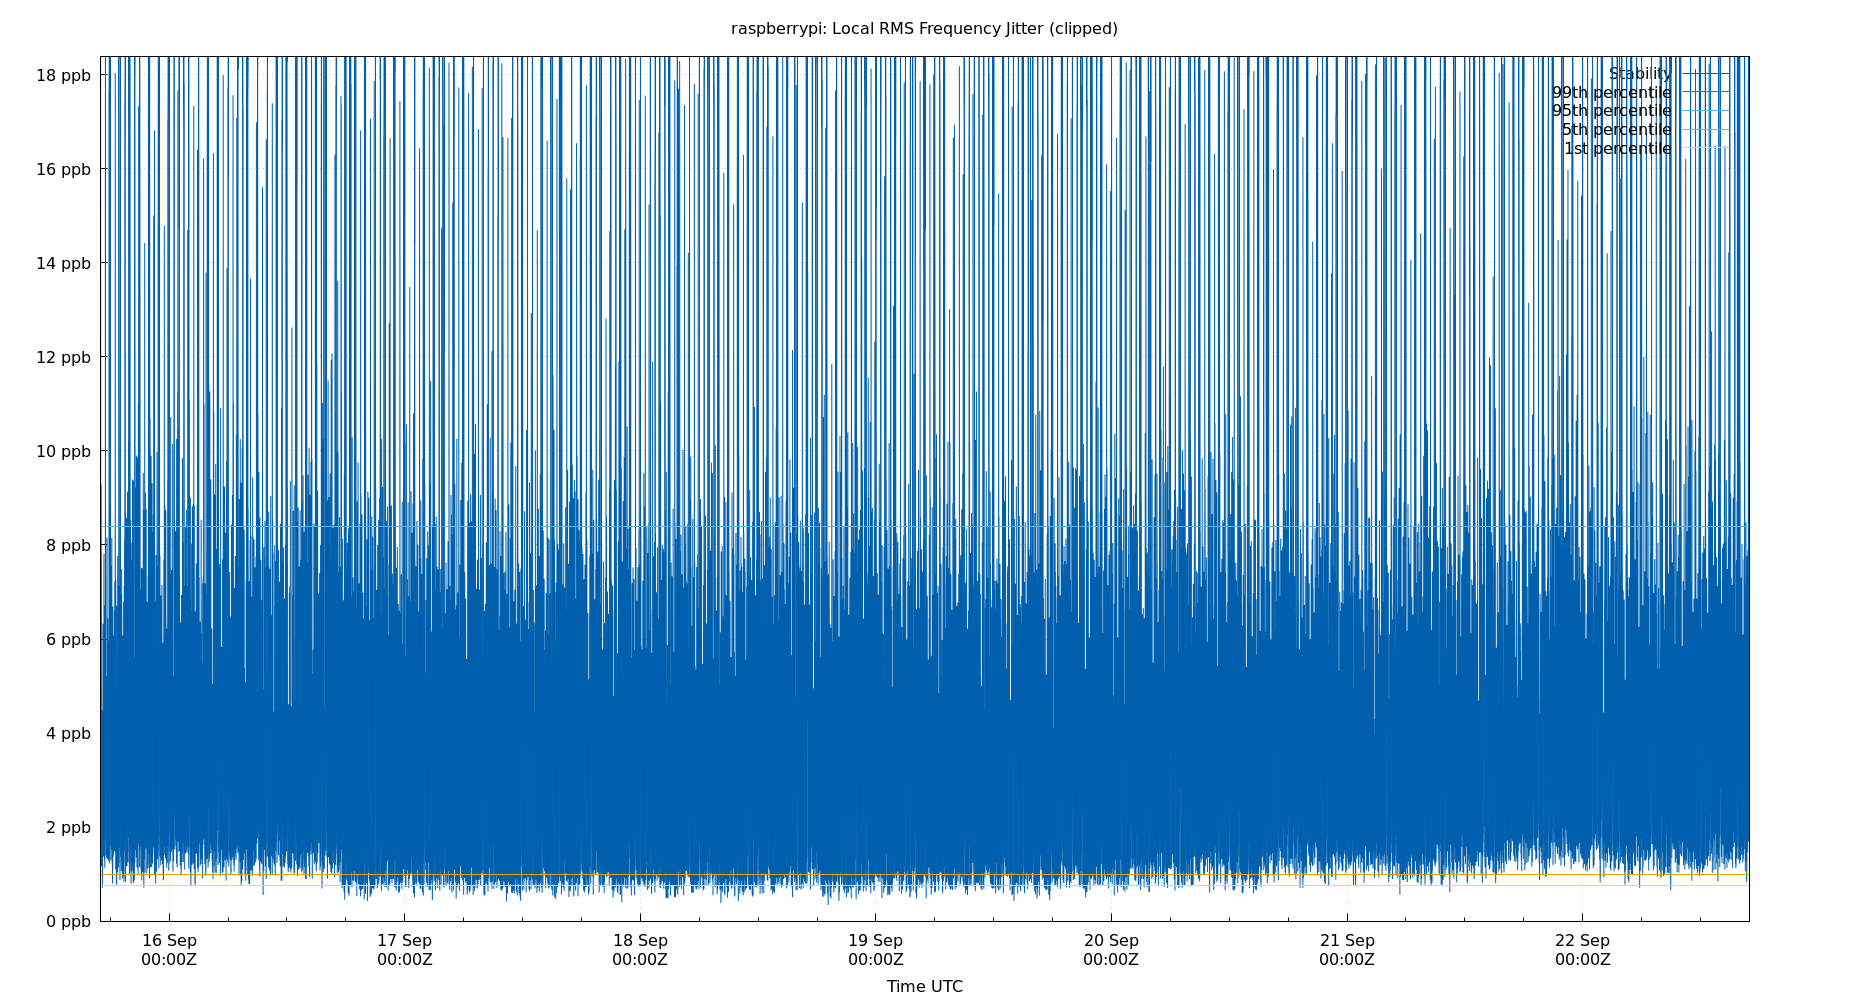 raspberrypi: Local RMS Frequency Jitter (clipped)
18 ppb
16 ppb
14 ppb
12 ppb
10 ppb
8 ppb
6 ppb
4 ppb
2 ppb
0 ppb
Stability
99th percentile
95th percentile
5th percentile
1st percentile
16 Sep
00:00Z
17 Sep
00:00Z
18 Sep
00:00Z
19 Sep
00:00Z
20 Sep
00:00Z
21 Sep
00:00Z
22 Sep
00:00Z
Time UTC